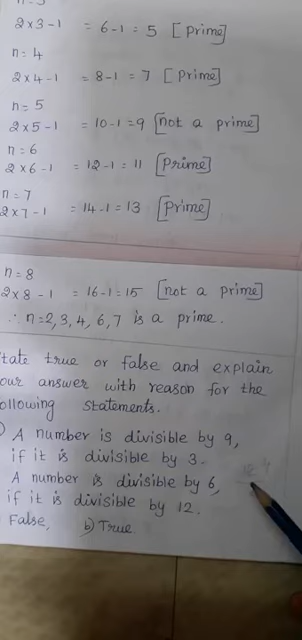 2×3-1 = 6-1 = 5 [Prime]
n=4
2×4-1 = 8-1 = 7 [Prime]
n=5
2×5-1 = 10-1=9 [not a prime]
n=6
2×6-1 = 12-1=11 [Prime]
n=7
2×7-1 = 14-1=13 [Prime]
n=8
2×8-1 = 16-1=15 [not a prime]
∴ n=2,3,4,6,7 is a prime.
tate true or false and explain
our answer with reason for the
ollowing statements.
) A number is divisible by 9,
if it is divisible by 3.
A number is divisible by 6,
if it is divisible by 12.
False, b) True